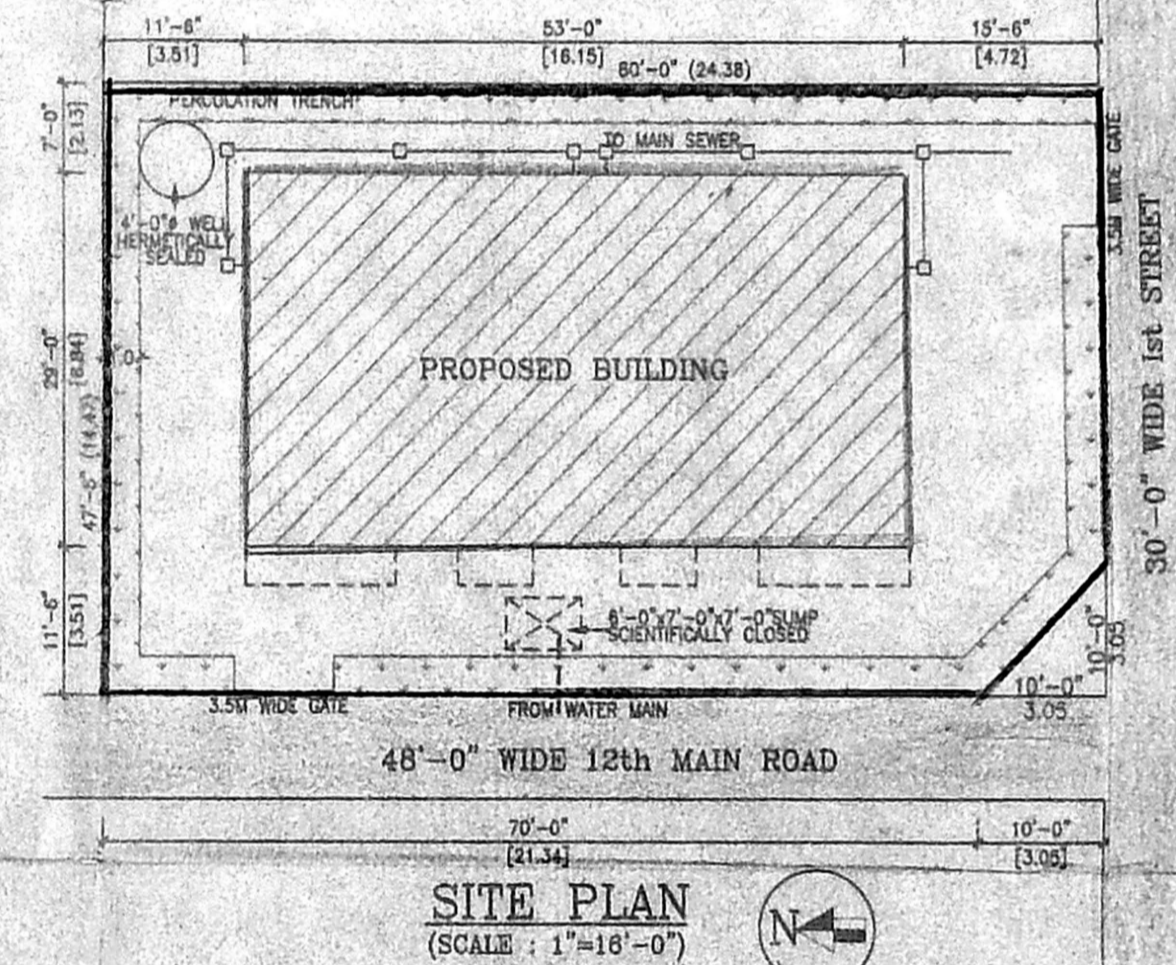 11'-6"
[3.51]
53'-0"
[16.15]
15'-6"
[4.72]
80'-0" (24.38)
PERCOLATION TRENCH
TO MAIN SEWER
7'-0"
[2.13]
3.5M WIDE GATE
4'-0"ø WELL
HERMETICALLY
SEALED
29'-0"
[8.84]
47'-6" (14.47)
PROPOSED BUILDING
30'-0" WIDE 1st STREET
11'-6"
[3.51]
6'-0"x7'-0"x7'-0"SUMP
SCIENTIFICALLY CLOSED
10'-0"
3.05
10'-0"
3.05
3.5M WIDE GATE
FROM WATER MAIN
48'-0" WIDE 12th MAIN ROAD
70'-0"
[21.34]
10'-0"
[3.05]
SITE PLAN
(SCALE : 1"=16'-0")
N